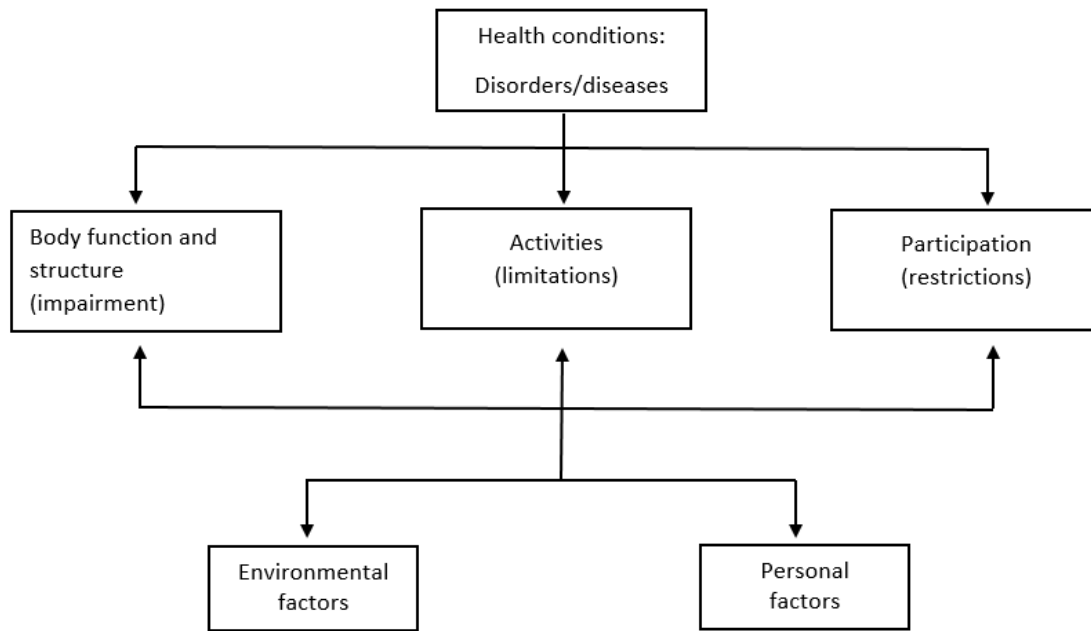 Health conditions:
Disorders/diseases
Body function and
structure
(impairment)
Activities
(limitations)
Participation
(restrictions)
Environmental
factors
Personal
factors